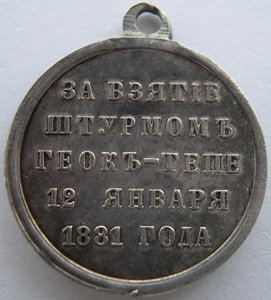 ЗА ВЗЯТІЕ
ШТУРМОМЪ
ГЕОКЪ-ТЕПЕ
12 ЯНВАРЯ
1881 ГОДА